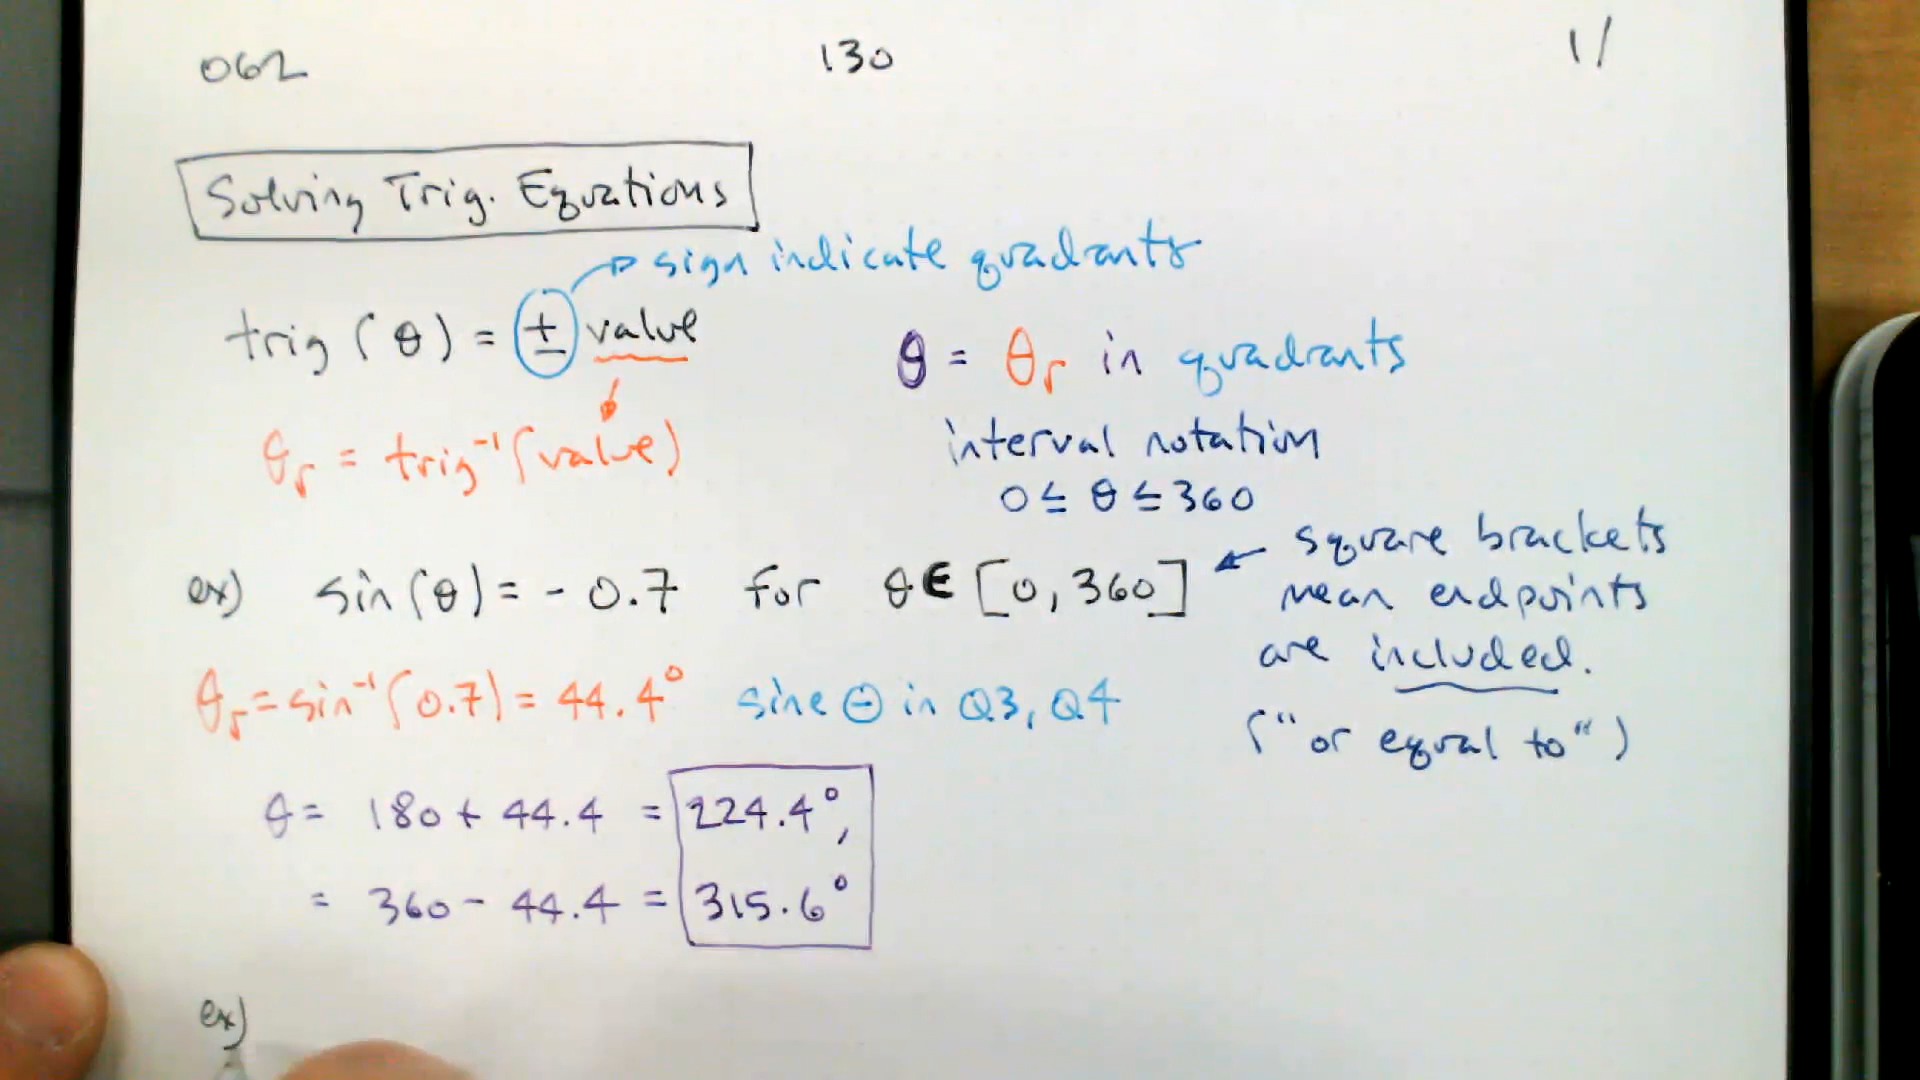 062 130 1/
Solving Trig. Equations
sign indicate quadrants
trig (θ) = ± value
θr = trig⁻¹(value)
θ = θr in quadrants
interval notation
0 ≤ θ ≤ 360
ex) sin(θ) = - 0.7 for θ ∈ [0, 360]
square brackets
mean endpoints
are included.
("or equal to")
θr = sin⁻¹(0.7) = 44.4° sine ⊖ in Q3, Q4
θ = 180 + 44.4 = 224.4°,
= 360 - 44.4 = 315.6°
ex)